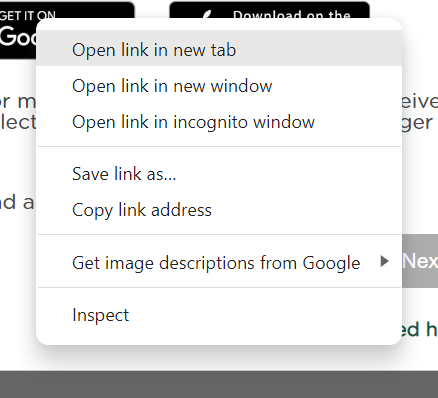 GET IT ON
Download on the
Goo
Open link in new tab
Open link in new window
or m
eive
Open link in incognito window
lect
ger
Save link as...
nd a
Copy link address
Get image descriptions from Google
Nex
Inspect
ed h